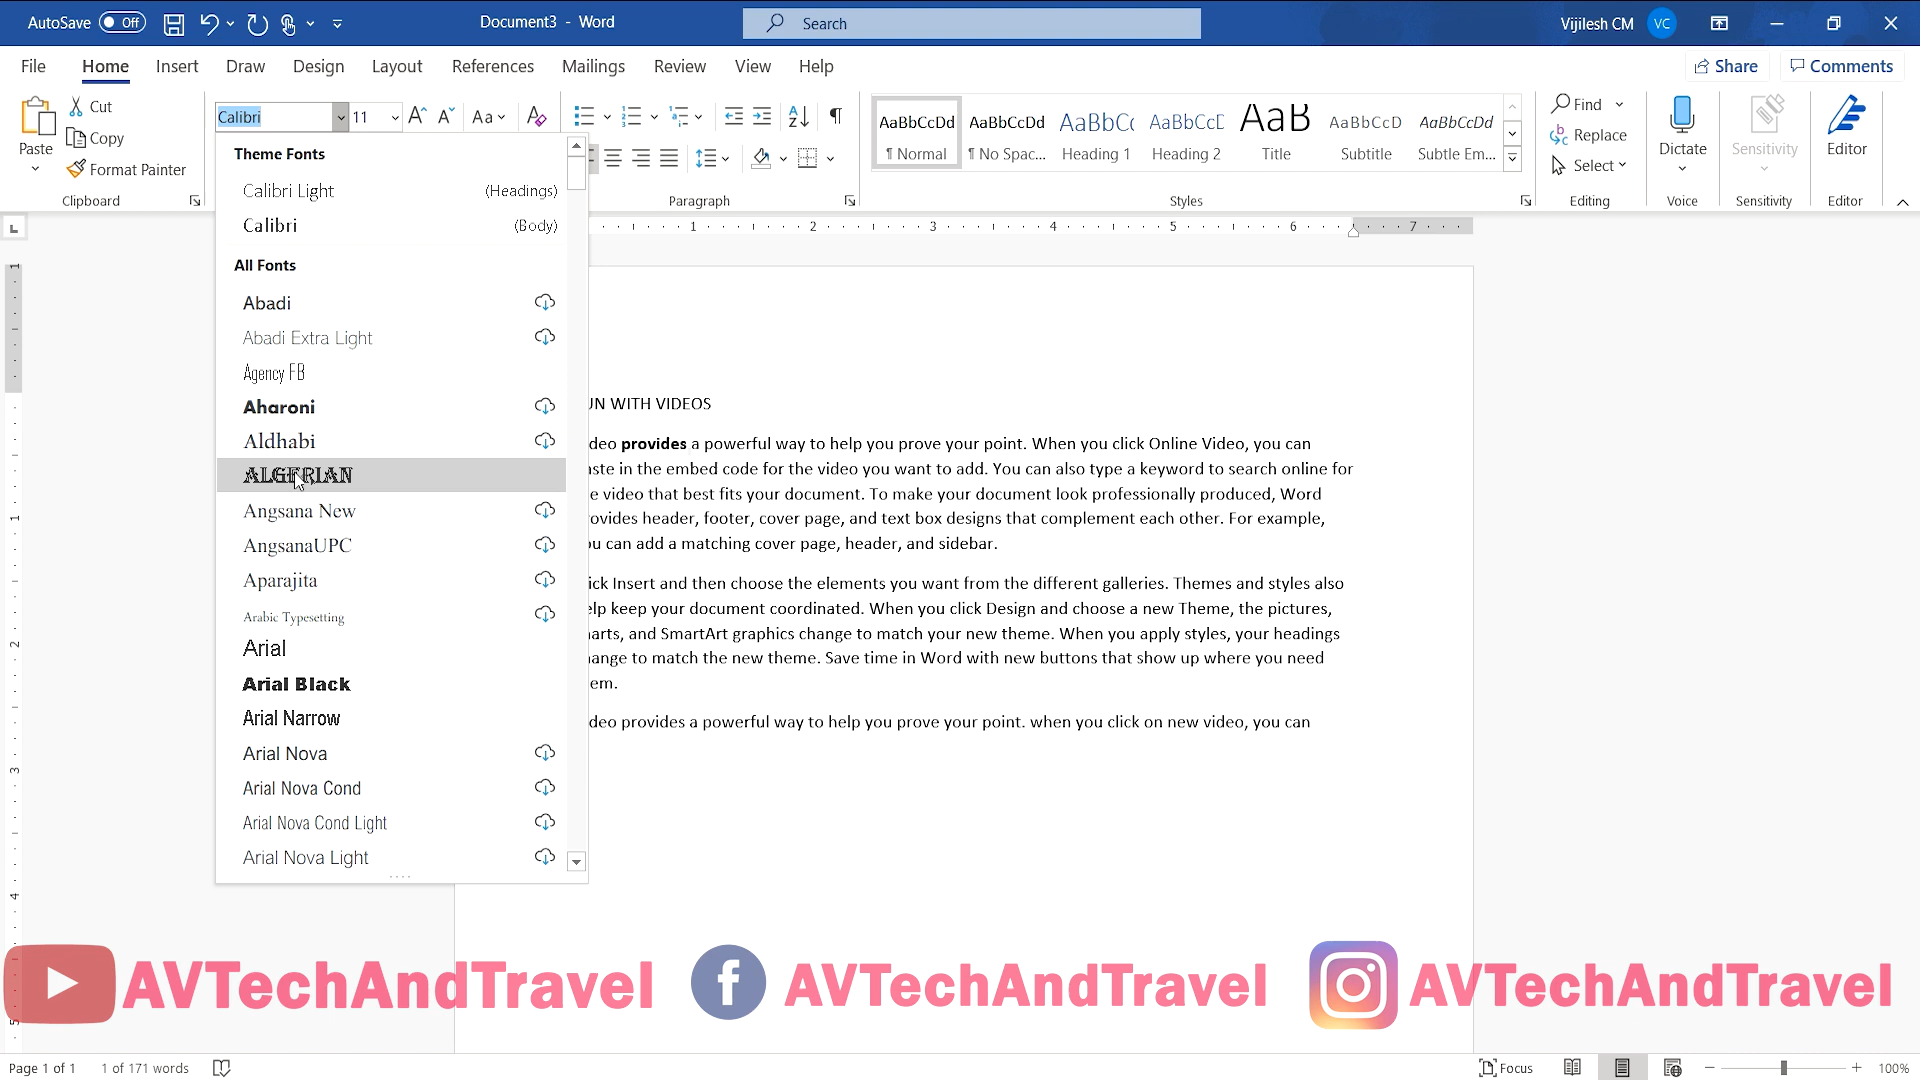 AutoSave Off Document3 - Word Search Vijilesh CM VC
File Home Insert Draw Design Layout References Mailings Review View Help Share Comments
Paste Cut Copy Format Painter Clipboard
Calibri 11 Aa
Paragraph
AaBbCcDd AaBbCcDd AaBbC AaBbCcD AaB AaBbCcD AaBbCcDd
¶ Normal ¶ No Spac... Heading 1 Heading 2 Title Subtitle Subtle Em...
Styles
Find Replace Select Editing
Dictate Voice
Sensitivity Sensitivity
Editor Editor
1 2 3 4 5 6 7
Theme Fonts
Calibri Light (Headings)
Calibri (Body)
All Fonts
Abadi
Abadi Extra Light
Agency FB
Aharoni
Aldhabi
ALGERIAN
Angsana New
AngsanaUPC
Aparajita
Arabic Typesetting
Arial
Arial Black
Arial Narrow
Arial Nova
Arial Nova Cond
Arial Nova Cond Light
Arial Nova Light
UN WITH VIDEOS
deo provides a powerful way to help you prove your point. When you click Online Video, you can
ste in the embed code for the video you want to add. You can also type a keyword to search online for
e video that best fits your document. To make your document look professionally produced, Word
ovides header, footer, cover page, and text box designs that complement each other. For example,
u can add a matching cover page, header, and sidebar.
ick Insert and then choose the elements you want from the different galleries. Themes and styles also
elp keep your document coordinated. When you click Design and choose a new Theme, the pictures,
arts, and SmartArt graphics change to match your new theme. When you apply styles, your headings
ange to match the new theme. Save time in Word with new buttons that show up where you need
em.
deo provides a powerful way to help you prove your point. when you click on new video, you can
AVTechAndTravel AVTechAndTravel AVTechAndTravel
Page 1 of 1 1 of 171 words Focus 100%